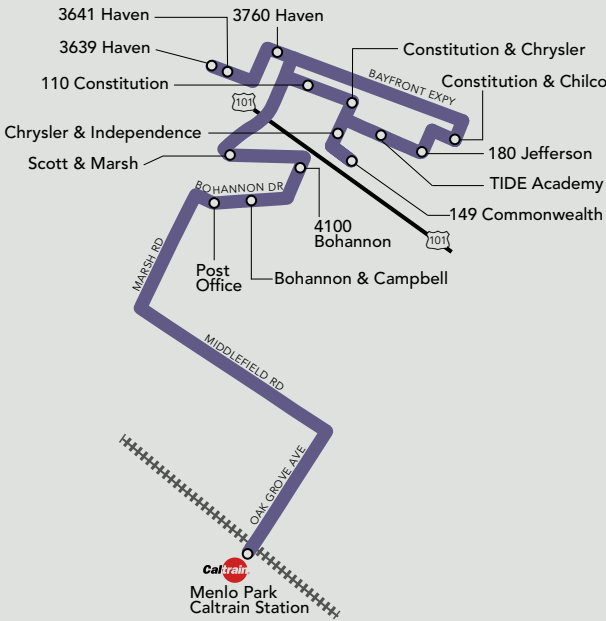 3641 Haven
3760 Haven
3639 Haven
Constitution & Chrysler
110 Constitution
BAYFRONT EXPY
Constitution & Chilco
101
Chrysler & Independence
Scott & Marsh
180 Jefferson
TIDE Academy
BOHANNON DR
149 Commonwealth
4100
Bohannon
101
MARSH RD
Post
Office
Bohannon & Campbell
MIDDLEFIELD RD
OAK GROVE AVE
Caltrain
Menlo Park
Caltrain Station